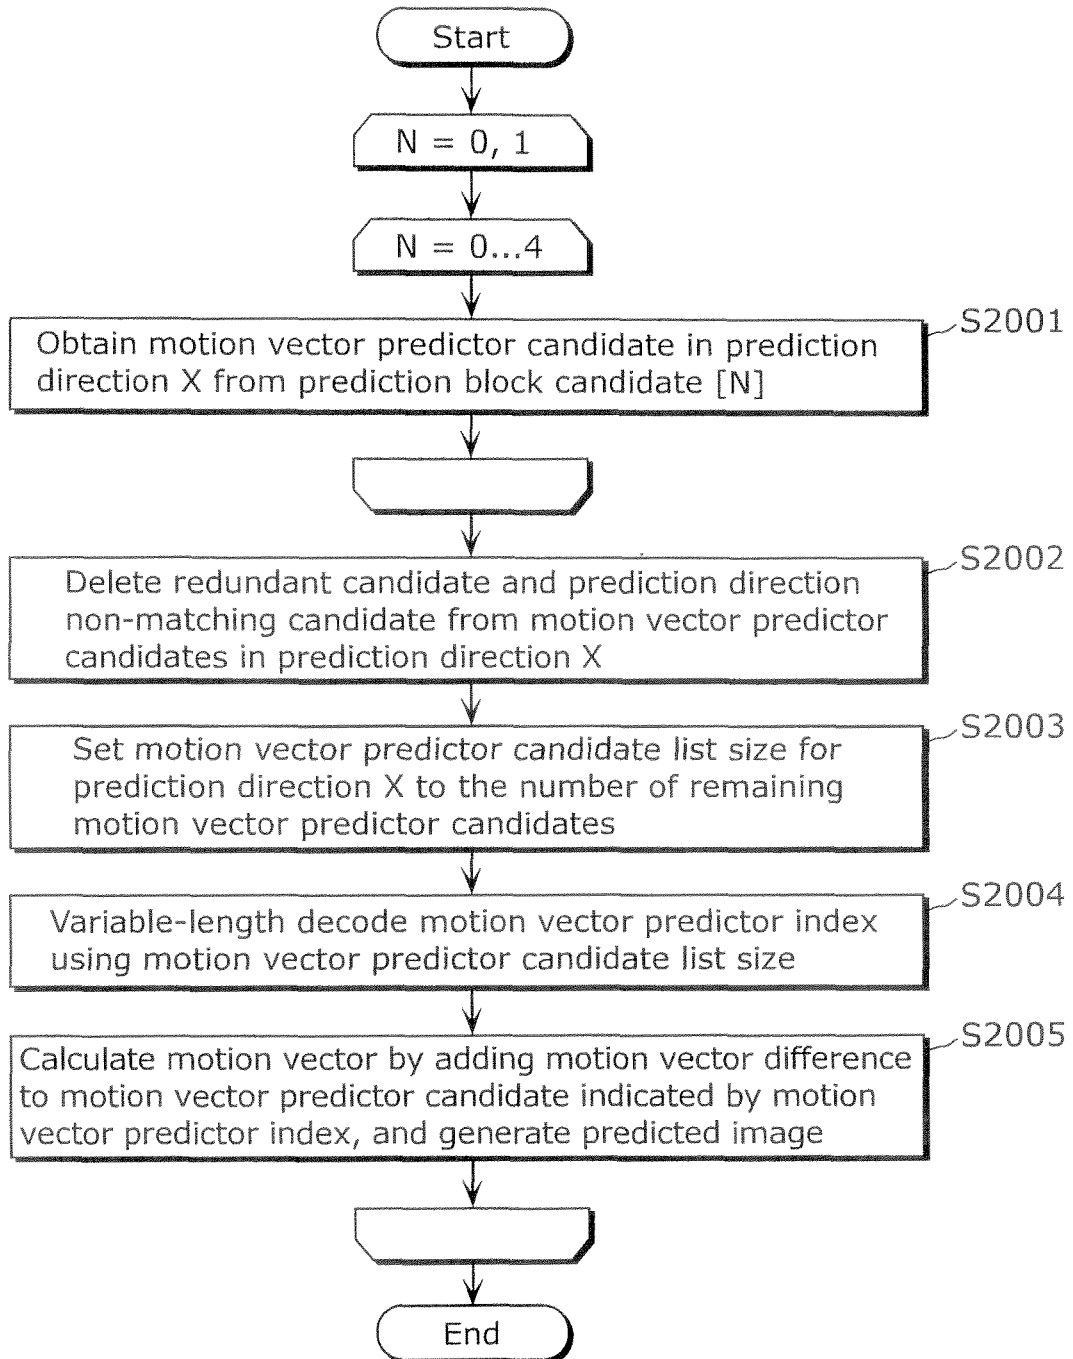 Start
N = 0, 1
N = 0...4
S2001
Obtain motion vector predictor candidate in prediction
direction X from prediction block candidate [N]
S2002
Delete redundant candidate and prediction direction
non-matching candidate from motion vector predictor
candidates in prediction direction X
S2003
Set motion vector predictor candidate list size for
prediction direction X to the number of remaining
motion vector predictor candidates
S2004
Variable-length decode motion vector predictor index
using motion vector predictor candidate list size
S2005
Calculate motion vector by adding motion vector difference
to motion vector predictor candidate indicated by motion
vector predictor index, and generate predicted image
End